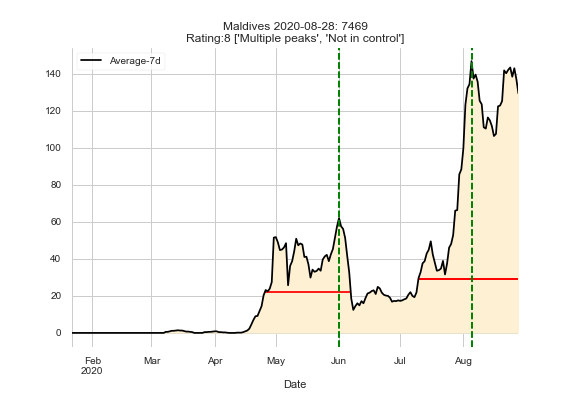 Maldives 2020-08-28: 7469
Rating:8 ['Multiple peaks', 'Not in control']
Average-7d
140
120
100
80
60
40
20
0
Feb Mar Apr May Jun Jul Aug
2020
Date